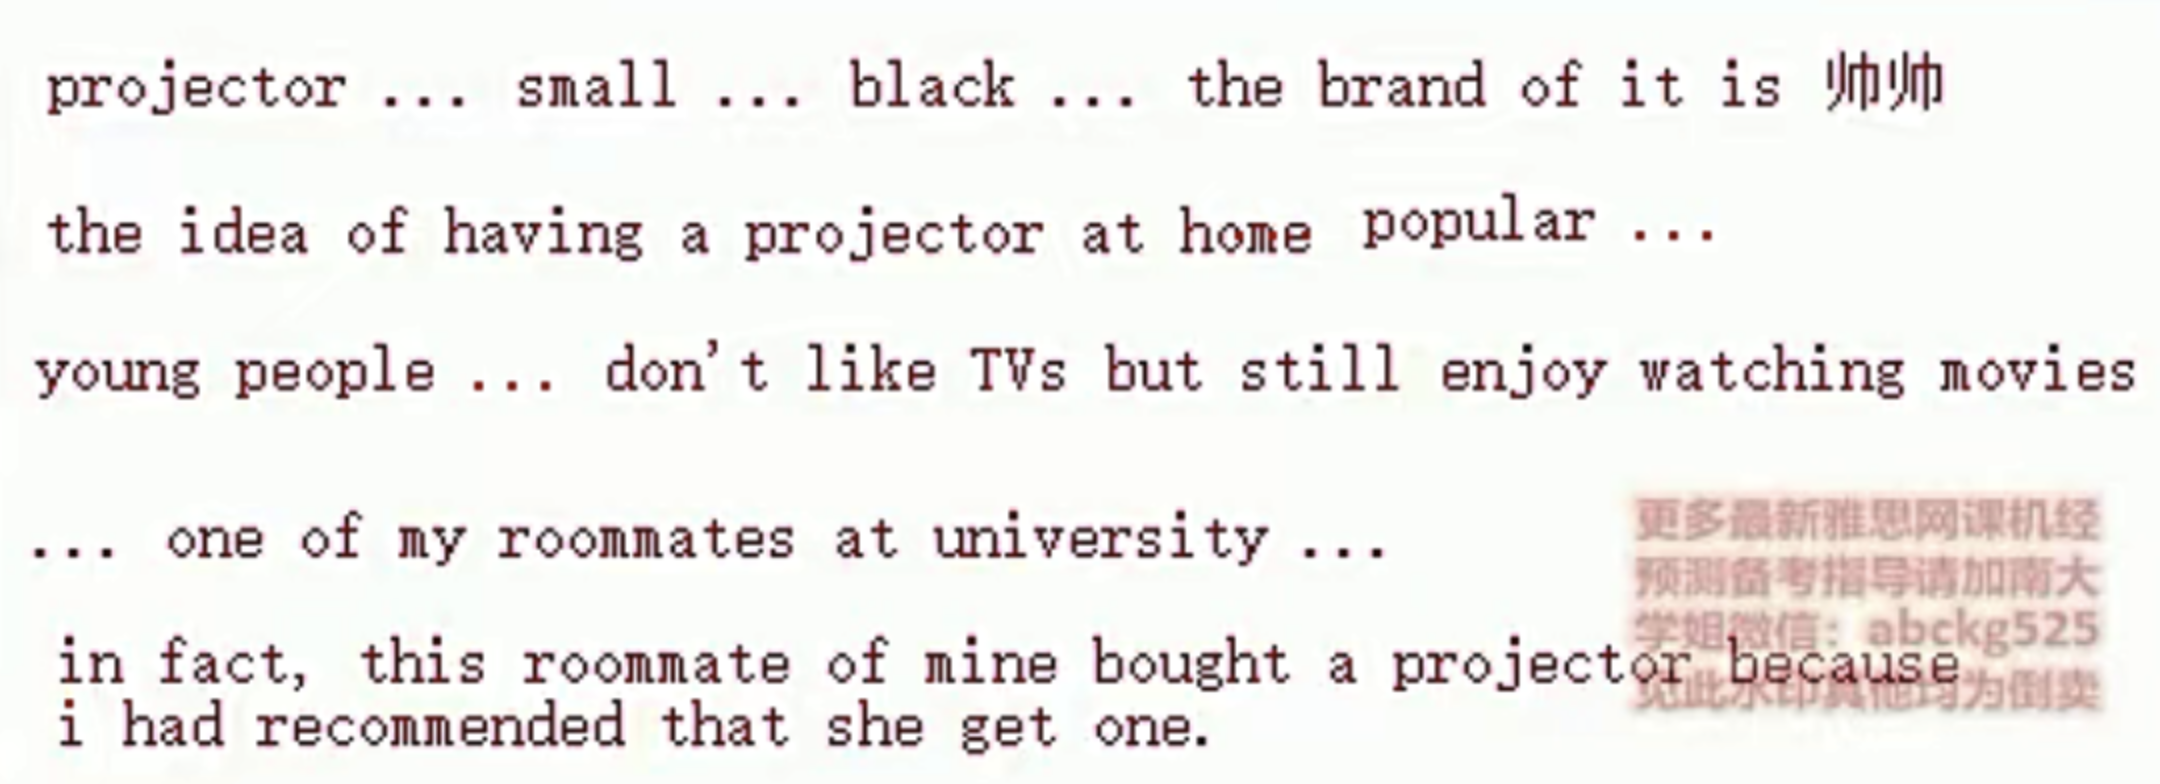 projector ... small ... black ... the brand of it is 帅帅
the idea of having a projector at home popular ...
young people ... don't like TVs but still enjoy watching movies
... one of my roommates at university ...
更多最新雅思网课机经
预测备考指导请加南大
学姐微信：abckg525
见此水印其他均为倒卖
in fact, this roommate of mine bought a projector because
i had recommended that she get one.